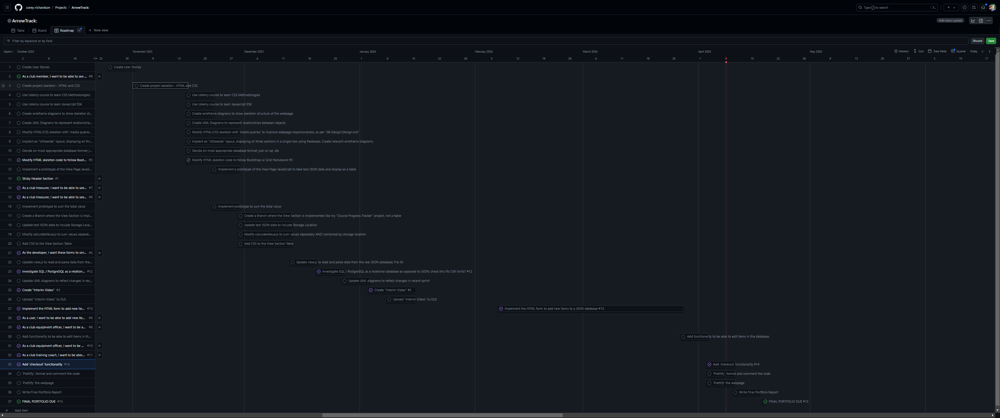 corey-richardson / Projects / ArrowTrack:
Type / to search
ArrowTrack:
Add status update
Table
Board
Roadmap
New view
Filter by keyword or by field
Discard
Save
Septem October 2023 November 2023 December 2023 January 2024 February 2024 March 2024 April 2024 May 2024
Markers Sort Date fields Quarter Today
2 9 16 23 30 6 13 20 27 4 11 18 25 1 8 15 22 29 5 12 19 26 4 11 18 25 1 8 15 22 29 6 13 20 27 3 10 17
1 Create User Stories Create User Stories
2 As a club member, I want to be able to see ... #9
3 Create project skeleton - HTML and CSS Create project skeleton - HTML and CSS
4 Use Udemy course to learn CSS Methodologies Use Udemy course to learn CSS Methodologies
5 Use Udemy course to learn Javascript ES6 Use Udemy course to learn Javascript ES6
6 Create wireframe diagrams to show skeleton st... Create wireframe diagrams to show skeleton structure of the webpage
7 Create UML Diagrams to represent relationship... Create UML Diagrams to represent relationships between objects
8 Modify HTML/CSS skeleton with 'media querie... Modify HTML/CSS skeleton with 'media queries' to improve webpage responsiveness, as per "08-Design\Design.md"
9 Implent an "Ultrawide" layout, displaying all thr... Implent an "Ultrawide" layout, displaying all three sections in a single row using flexboxes. Create relevant wireframe diagrams.
10 Decide on most appropriate database format; j... Decide on most appropriate database format; json or sql .db
11 Modify HTML skeleton code to follow Boot... #3 Modify HTML skeleton code to follow Bootstrap or Grid framework #3
12 Implement a prototype of the View Page JavaS... Implement a prototype of the View Page JavaScript to take test JSON data and display as a table
13 Sticky Header Section #1
14 As a club treasurer, I want to be able to see... #7
15 As a club treasurer, I want to be able to see... #6
16 Implement prototype to sum the total value Implement prototype to sum the total value
17 Create a Branch where the View Section is impl... Create a Branch where the View Section is implemented like my "Course Progress Tracker" project, not a table
18 Update test JSON data to include Storage Loca... Update test JSON data to include Storage Location
19 Modify calculateValue.js to sum values separat... Modify calculateValue.js to sum values separately AND combined by storage location
20 Add CSS to the View Section Table Add CSS to the View Section Table
21 As the developer, I want these forms to onl... #5
22 Update view.js to read and parse data from the... Update view.js to read and parse data from the real JSON database; File IO
23 Investigate SQL / PostgreSQL as a relation... #12 Investigate SQL / PostgreSQL as a relational database as opposed to JSON; check this fits CW limits? #12
24 Update UML diagrams to reflect changes in rec... Update UML diagrams to reflect changes in recent sprint
25 Create "Interim Video" #2 Create "Interim Video" #2
26 Upload "Interim Video" to DLE Upload "Interim Video" to DLE
27 Implement the HTML form to add new ite... #13 Implement the HTML form to add new items to a JSON database #13
28 As a user, I want to be able to add new ite... #4
29 As a club equipment officer, I want to be a... #8
30 Add functionality to be able to edit items in th... Add functionality to be able to edit items in the database.
31 As a club equipment officer, I want to be ... #10
32 As a club training coach, I want to be able... #11
33 Add 'checkout' functionality #14 Add 'checkout' functionality #14
34 'Prettify', format and comment the code 'Prettify', format and comment the code
35 'Prettify' the webpage 'Prettify' the webpage
36 Write Final Portfolio Report Write Final Portfolio Report
37 FINAL PORTFOLIO DUE #15 FINAL PORTFOLIO DUE #15
Add item